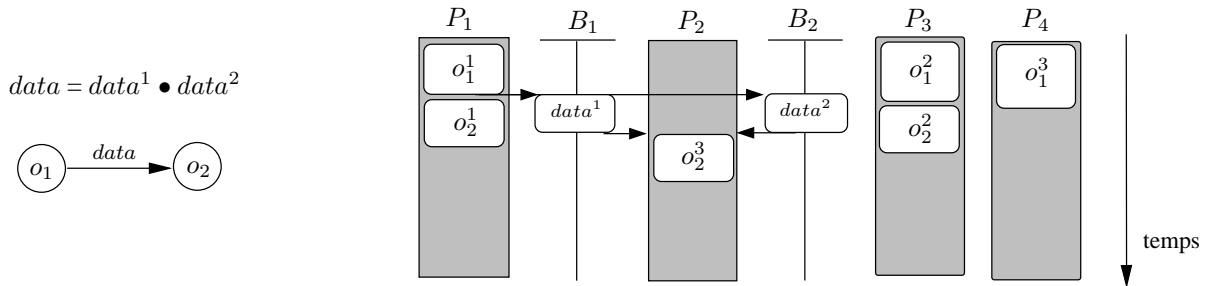 P₁ B₁ P₂ B₂ P₃ P₄
data = data¹ • data²
o₁ data o₂
o₁¹ o₁² o₁³
data¹ data²
o₂¹ o₂²
o₂³
temps